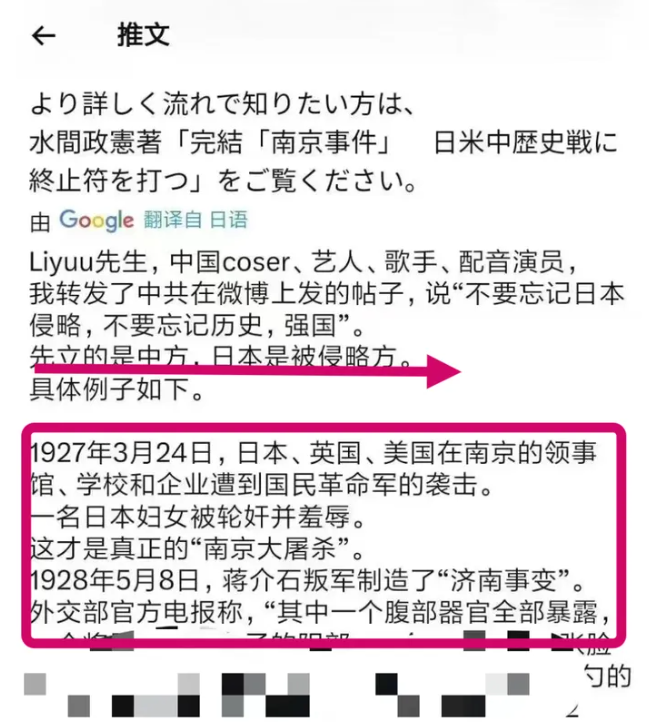 推文
より詳しく流れで知りたい方は、
水間政憲著「完結「南京事件」 日米中歴史戦に
終止符を打つ」をご覧ください。
由 Google 翻译自 日语
Liyuu先生，中国coser、艺人、歌手、配音演员，
我转发了中共在微博上发的帖子，说“不要忘记日本
侵略，不要忘记历史，强国”。
先立的是中方，日本是被侵略方。
具体例子如下。
1927年3月24日，日本、英国、美国在南京的领事
馆、学校和企业遭到国民革命军的袭击。
一名日本妇女被轮奸并羞辱。
这才是真正的“南京大屠杀”。
1928年5月8日，蒋介石叛军制造了“济南事变”。
外交部官方电报称，“其中一个腹部器官全部暴露，
张脸
勺的